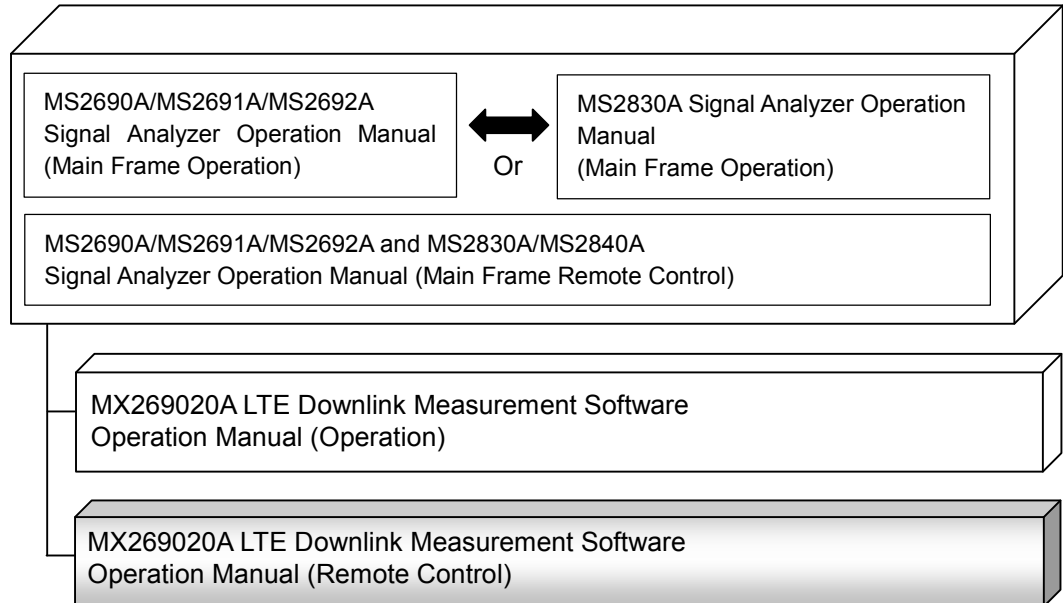 MS2690A/MS2691A/MS2692A
Signal Analyzer Operation Manual
(Main Frame Operation)
Or
MS2830A Signal Analyzer Operation
Manual
(Main Frame Operation)
MS2690A/MS2691A/MS2692A and MS2830A/MS2840A
Signal Analyzer Operation Manual (Main Frame Remote Control)
MX269020A LTE Downlink Measurement Software
Operation Manual (Operation)
MX269020A LTE Downlink Measurement Software
Operation Manual (Remote Control)